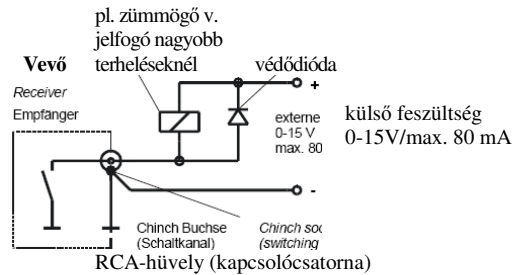 pl. zümmögő v.
jelfogó nagyobb
terheléseknél
védődióda
Vevő
Receiver
Empfänger
+
externe
0-15 V
max. 80
külső feszültség
0-15V/max. 80 mA
-
Chinch Buchse
(Schaltkanal)
Chinch soc
(switching
RCA-hüvely (kapcsolócsatorna)